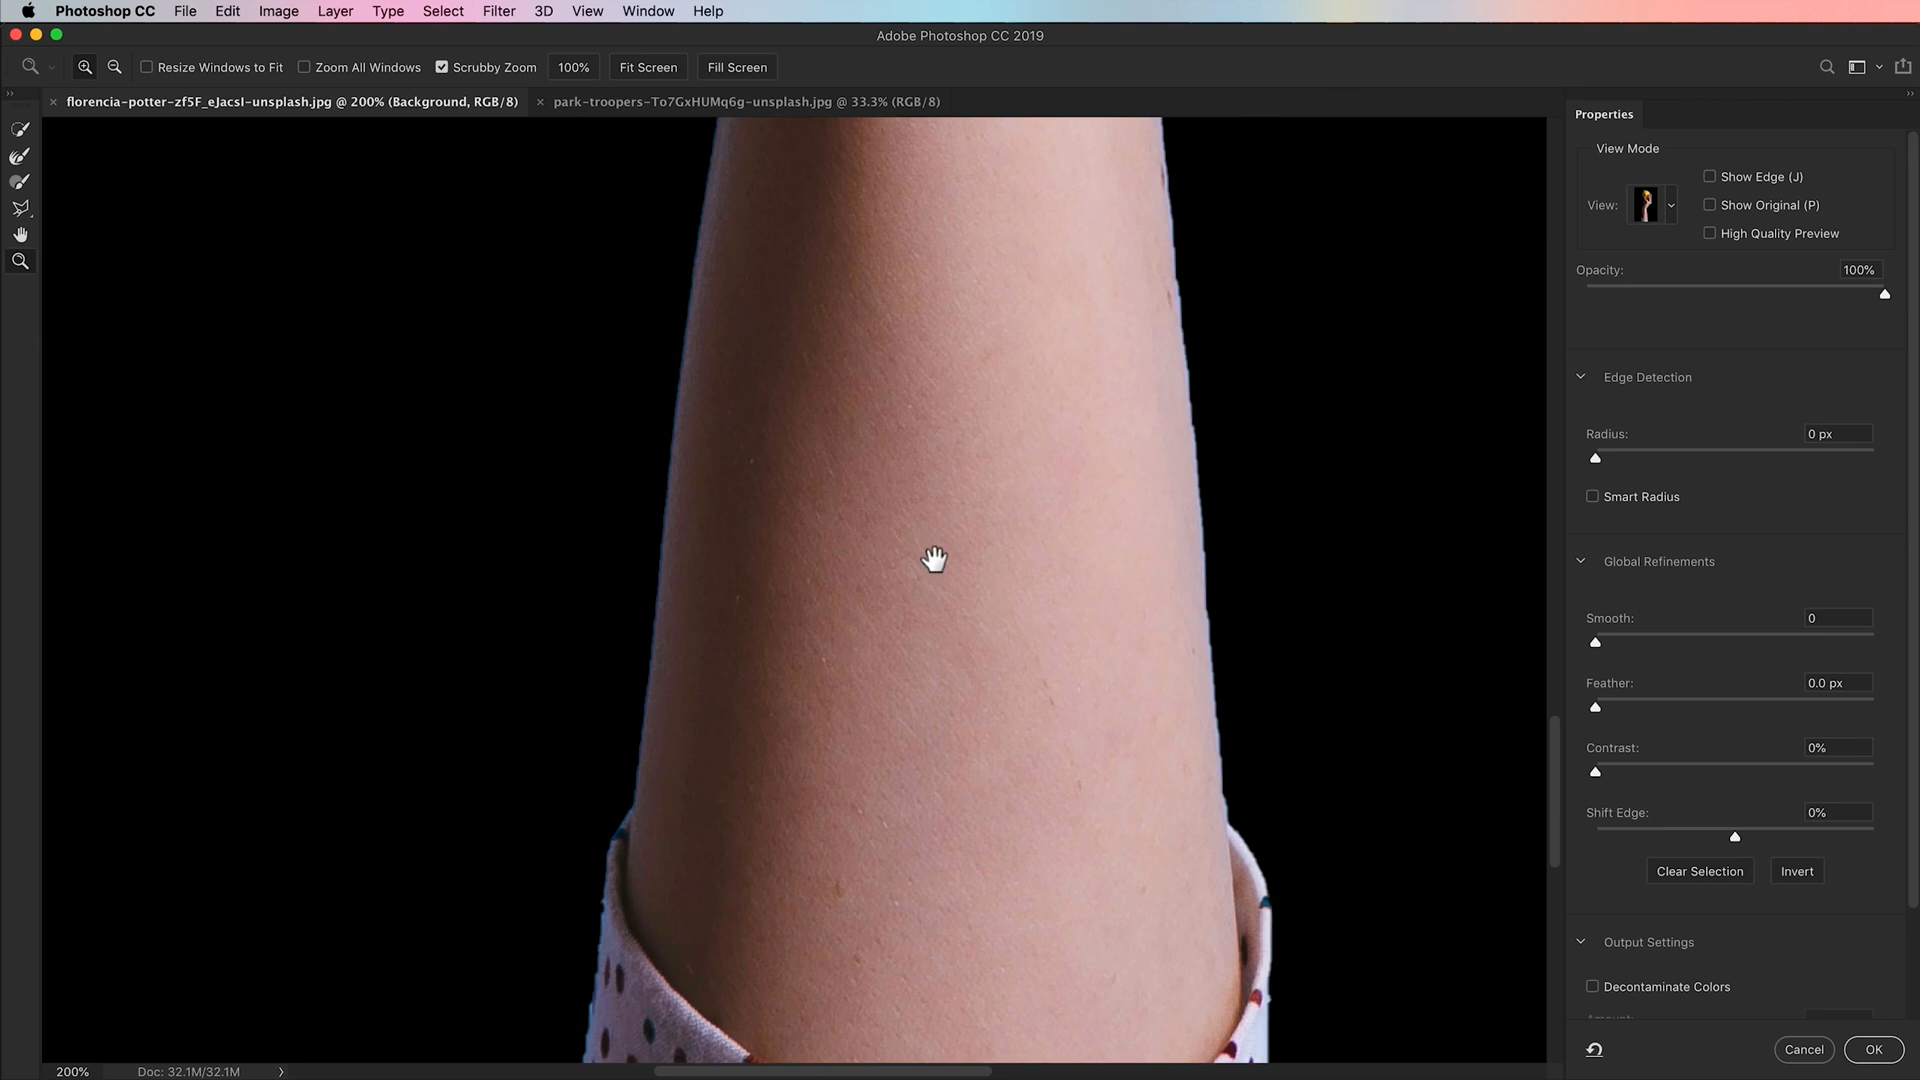 Photoshop CC File Edit Image Layer Type Select Filter 3D View Window Help
Adobe Photoshop CC 2019
Resize Windows to Fit Zoom All Windows Scrubby Zoom 100% Fit Screen Fill Screen
florencia-potter-zf5F_eJacsI-unsplash.jpg @ 200% (Background, RGB/8) park-troopers-To7GxHUMq6g-unsplash.jpg @ 33.3% (RGB/8)
Properties
View Mode
Show Edge (J)
View:
Show Original (P)
High Quality Preview
Opacity: 100%
Edge Detection
Radius: 0 px
Smart Radius
Global Refinements
Smooth: 0
Feather: 0.0 px
Contrast: 0%
Shift Edge: 0%
Clear Selection Invert
Output Settings
Decontaminate Colors
Cancel OK
200% Doc: 32.1M/32.1M